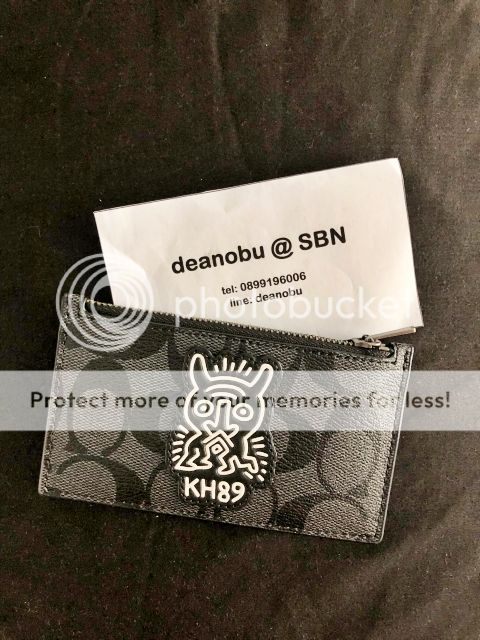 deanobu @ SBN
tel: 0899196006
line: deanobu
photobucket
Protect more of your memories for less!
KH89